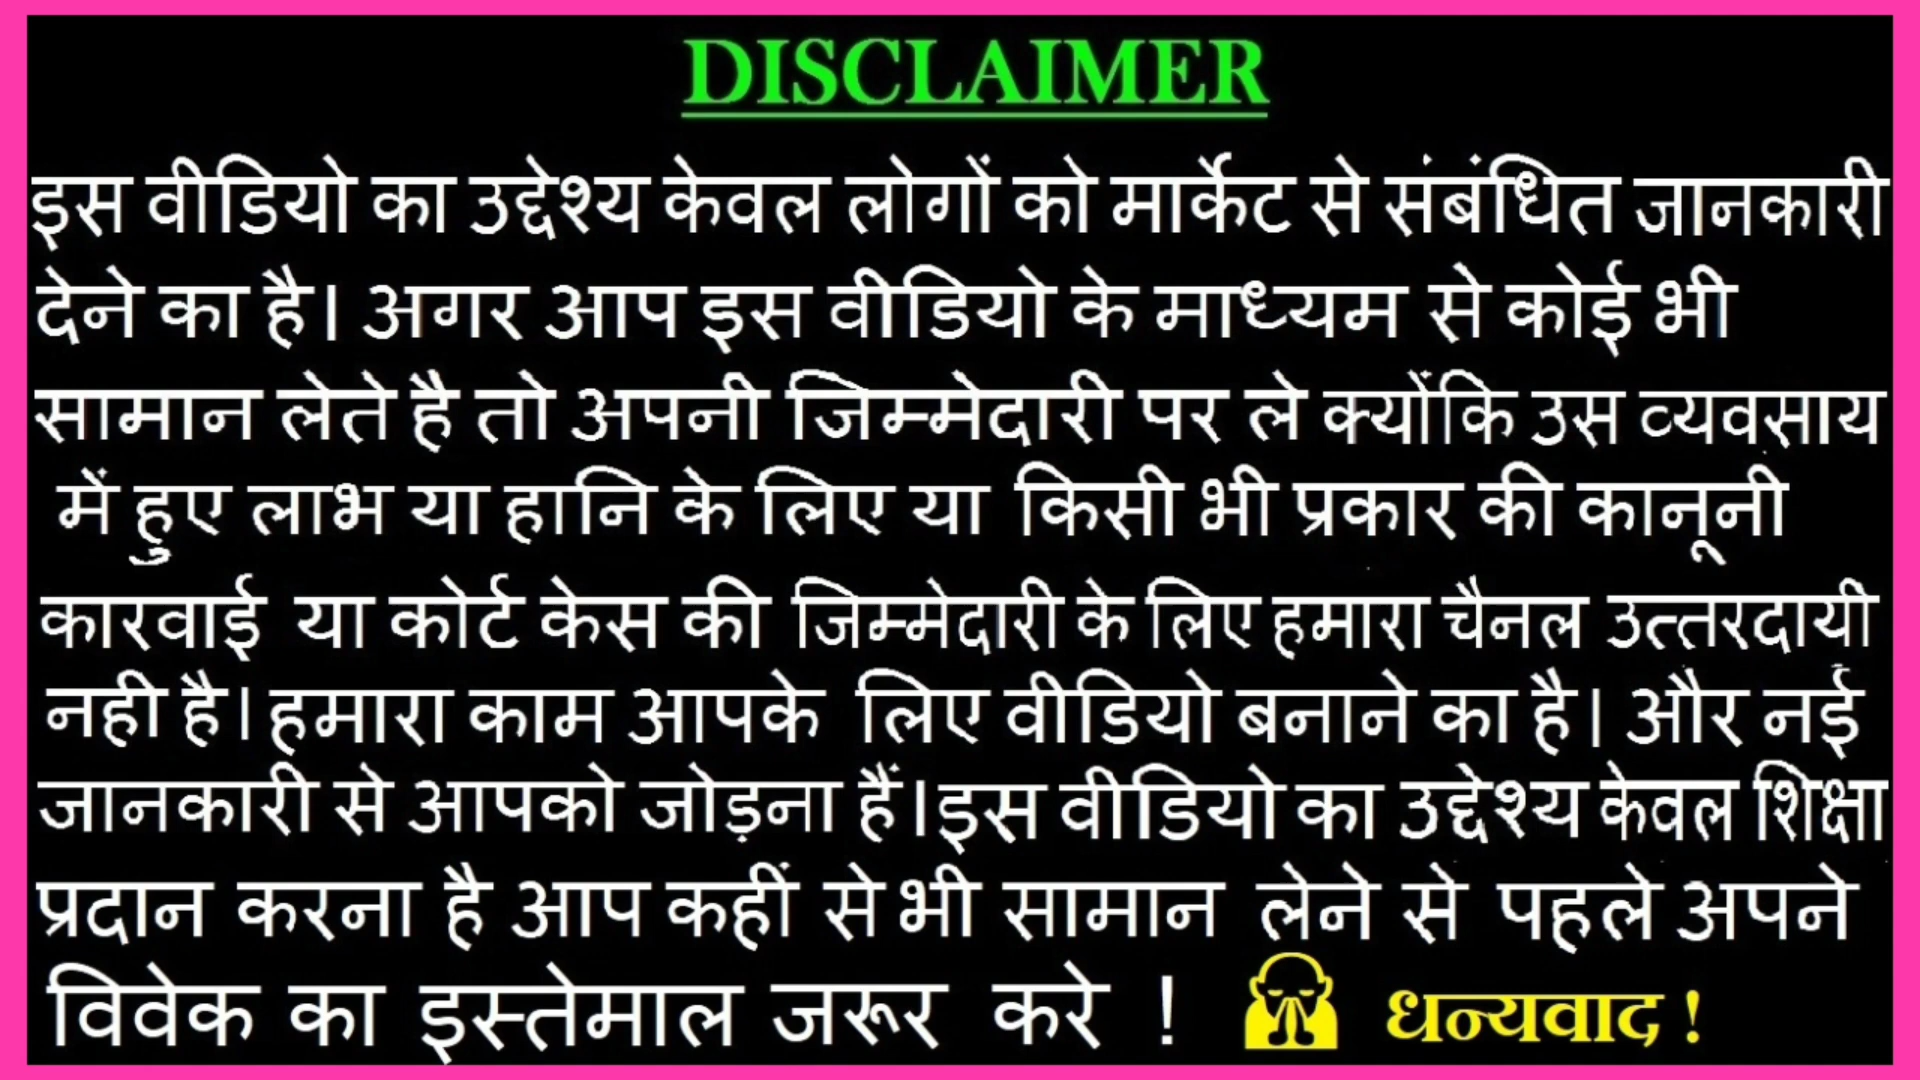 DISCLAIMER
इस वीडियो का उद्देश्य केवल लोगों को मार्केट से संबंधित जानकारी
देने का है। अगर आप इस वीडियो के माध्यम से कोई भी
सामान लेते है तो अपनी जिम्मेदारी पर ले क्योंकि उस व्यवसाय
में हुए लाभ या हानि के लिए या किसी भी प्रकार की कानूनी
कारवाई या कोर्ट केस की जिम्मेदारी के लिए हमारा चैनल उत्तरदायी
नही है। हमारा काम आपके लिए वीडियो बनाने का है। और नई
जानकारी से आपको जोड़ना हैं।इस वीडियो का उद्देश्य केवल शिक्षा
प्रदान करना है आप कहीं से भी सामान लेने से पहले अपने
विवेक का इस्तेमाल जरूर करे ! धन्यवाद !